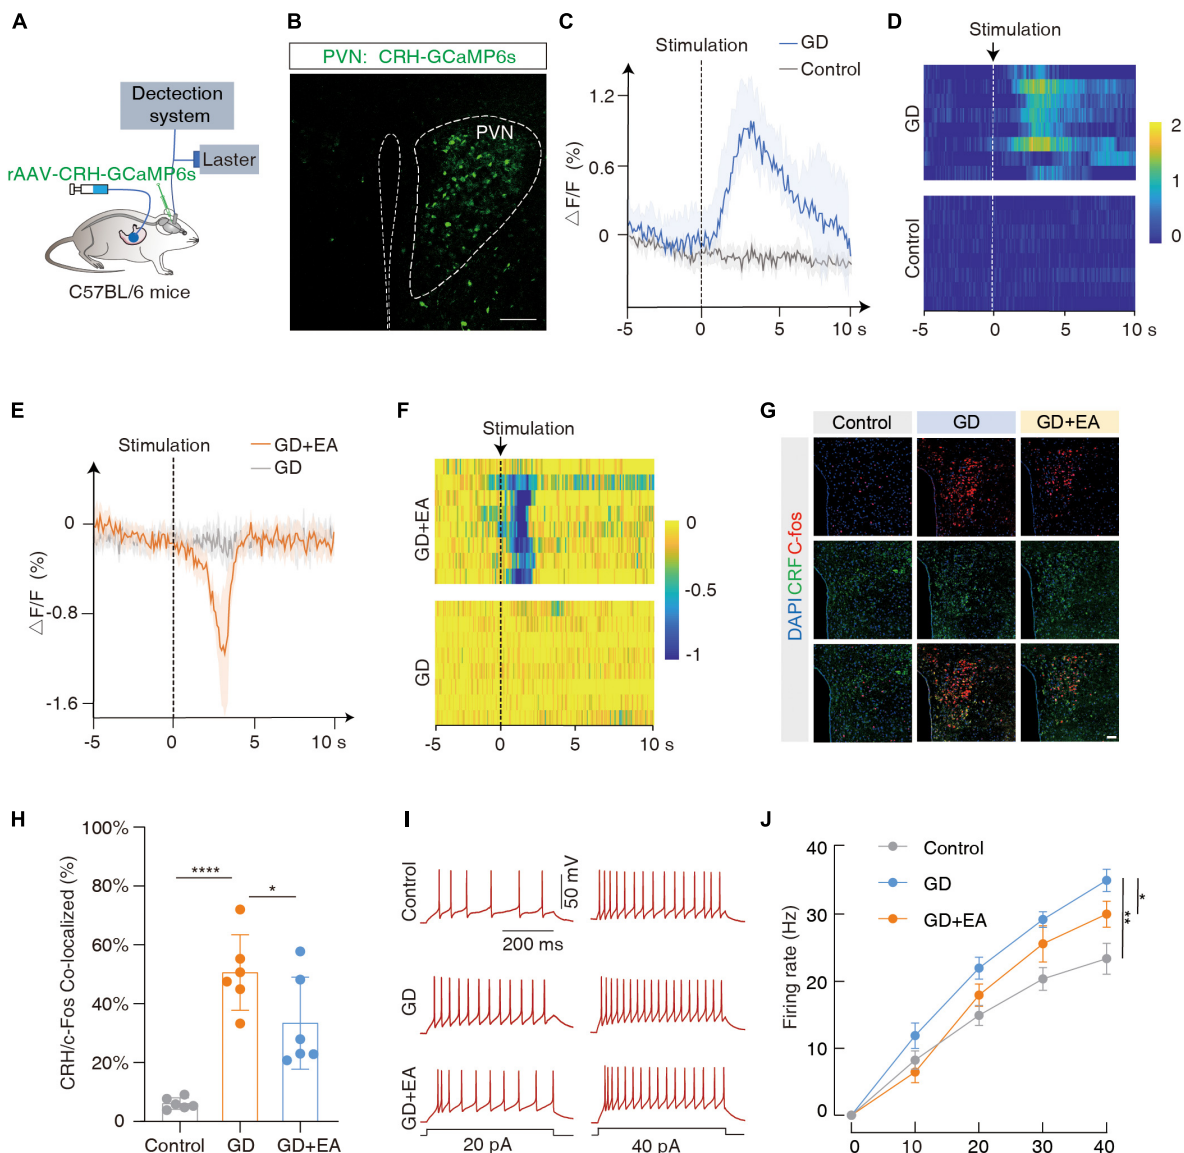 A
Dectection
system
Laster
rAAV-CRH-GCaMP6s
C57BL/6 mice
B
PVN: CRH-GCaMP6s
PVN
C
Stimulation
GD
Control
△F/F (%)
1.2
0.6
0
-5
0
5
10 s
D
Stimulation
GD
Control
2
1
0
-5
0
5
10 s
E
Stimulation
GD+EA
GD
△F/F (%)
0
-0.8
-1.6
-5
0
5
10 s
F
Stimulation
GD+EA
GD
0
-0.5
-1
-5
0
5
10 s
G
Control
GD
GD+EA
DAPI CRF C-fos
H
CRH/c-Fos Co-localized (%)
100%
80%
60%
40%
20%
0
****
*
Control
GD
GD+EA
I
Control
GD
GD+EA
50 mV
200 ms
20 pA
40 pA
J
Control
GD
GD+EA
Firing rate (Hz)
40
30
20
10
0
*
**
0
10
20
30
40